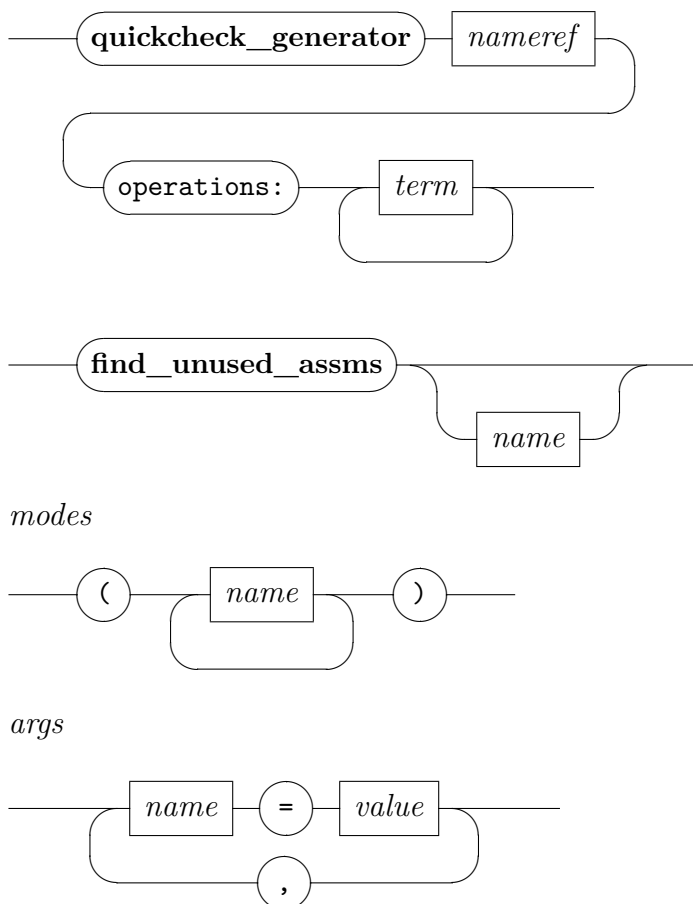 quickcheck_generator nameref
operations: term
find_unused_assms
name
modes
( name )
args
name = value
,